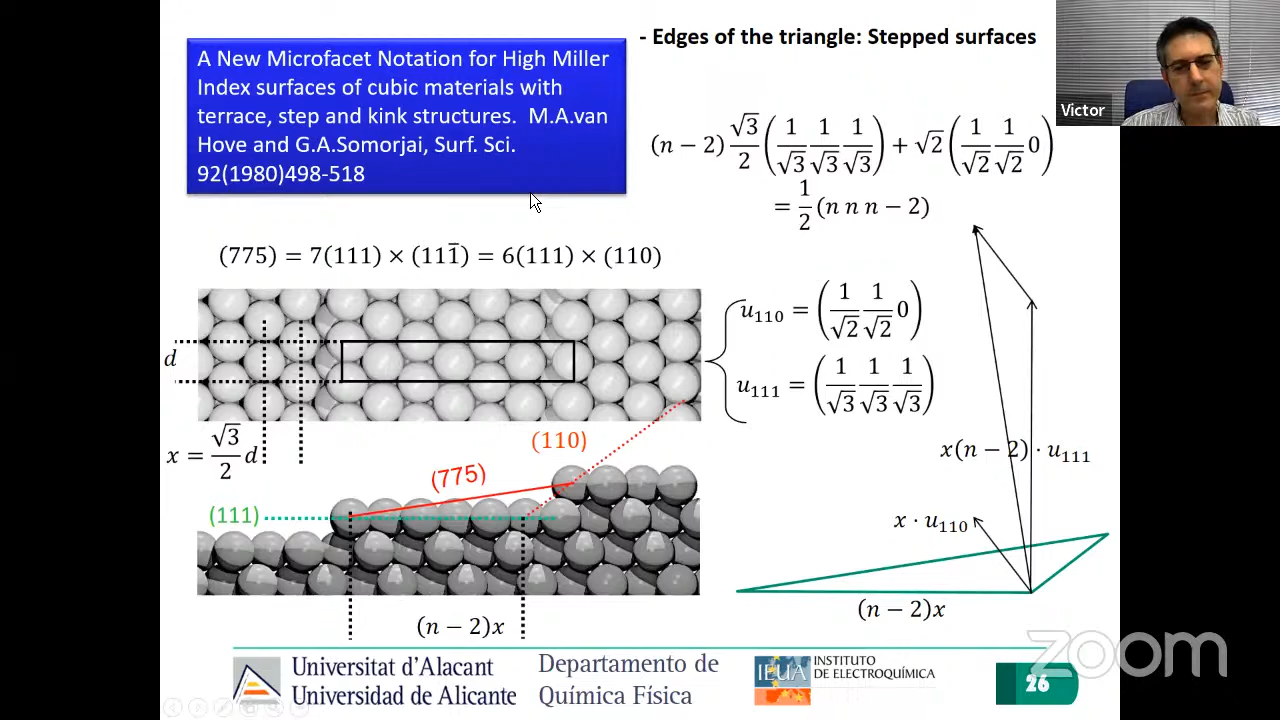 - Edges of the triangle: Stepped surfaces
A New Microfacet Notation for High Miller
Index surfaces of cubic materials with
terrace, step and kink structures. M.A.van
Hove and G.A.Somorjai, Surf. Sci.
92(1980)498-518
Victor
(n − 2) √3/2 (1/√3 1/√3 1/√3) + √2 (1/√2 1/√2 0)
= 1/2 (n n n − 2)
(775) = 7(111) × (111̄) = 6(111) × (110)
u₁₁₀ = (1/√2 1/√2 0)
u₁₁₁ = (1/√3 1/√3 1/√3)
d
x = √3/2 d
(110)
(775)
(111)
(n − 2)x
x(n − 2) · u₁₁₁
x · u₁₁₀
(n − 2)x
zoom
Universitat d'Alacant
Universidad de Alicante
Departamento de
Química Física
IEUA
INSTITUTO
DE ELECTROQUÍMICA
26